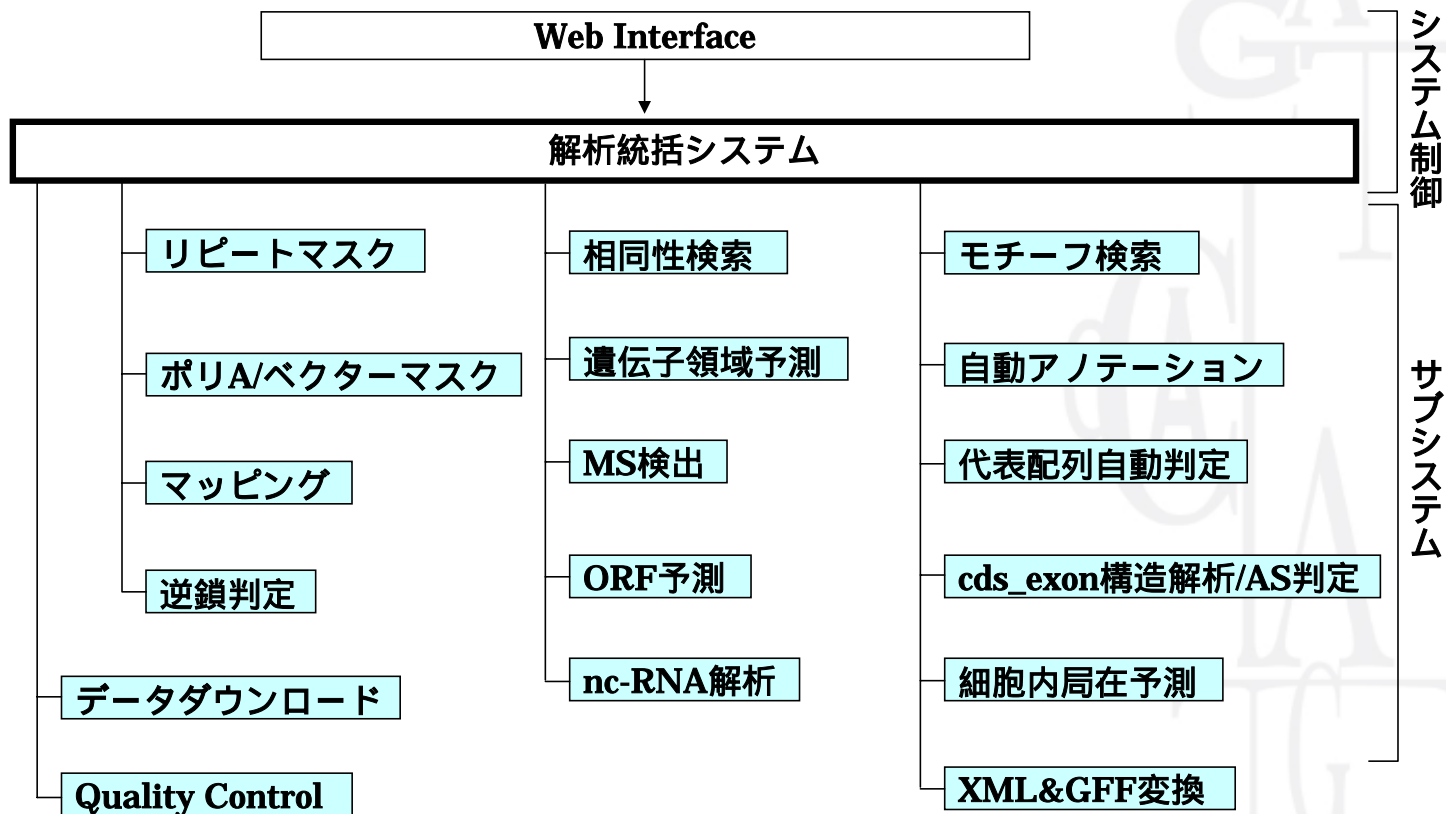 Web Interface
解析統括システム
システム制御
リピートマスク
ポリA/ベクターマスク
マッピング
逆鎖判定
データダウンロード
Quality Control
相同性検索
遺伝子領域予測
MS検出
ORF予測
nc-RNA解析
モチーフ検索
自動アノテーション
代表配列自動判定
cds_exon構造解析/AS判定
細胞内局在予測
XML&GFF変換
サブシステム